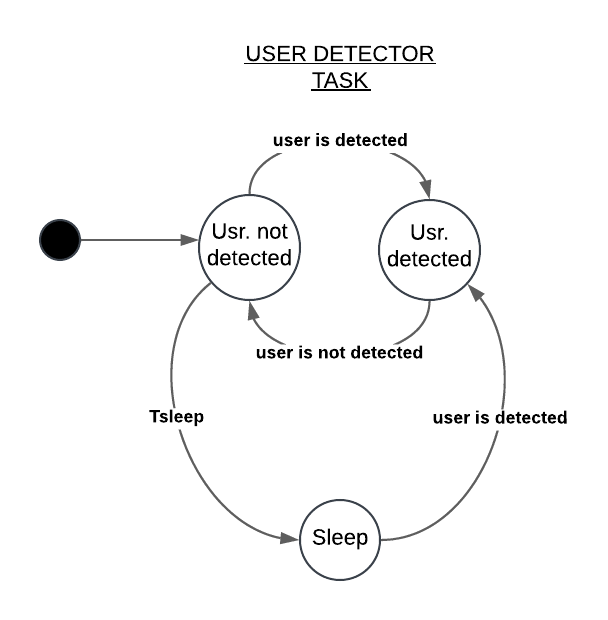 USER DETECTOR
TASK
user is detected
Usr. not
detected
Usr.
detected
user is not detected
Tsleep
user is detected
Sleep